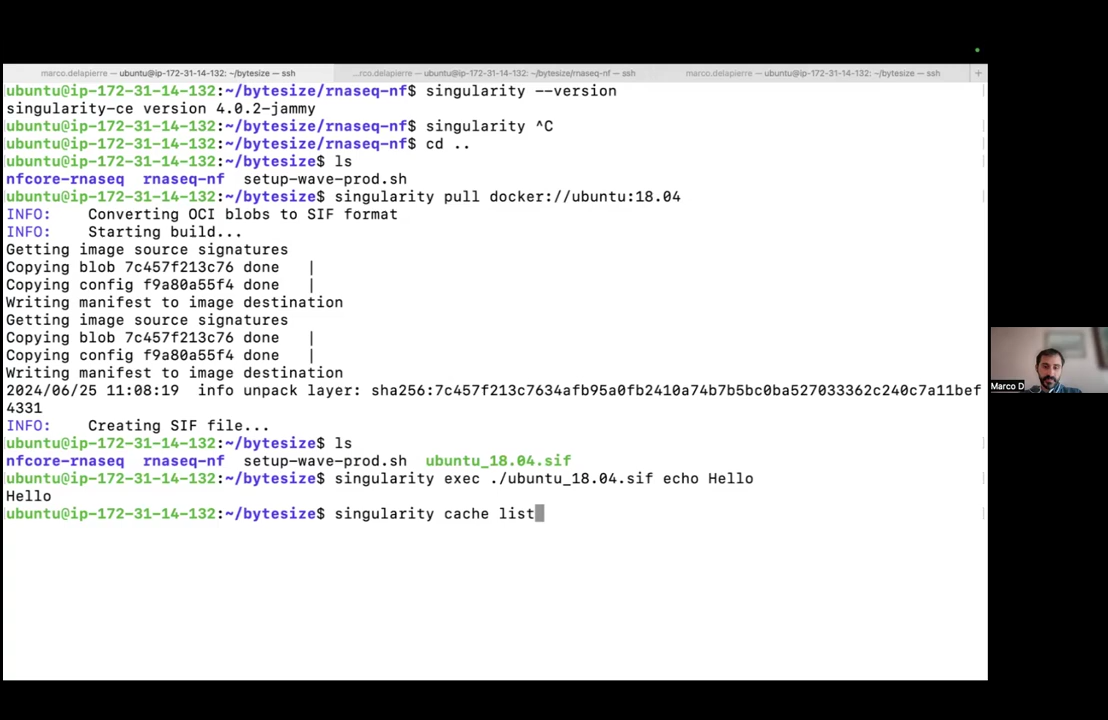 marco.delapierre — ubuntu@ip-172-31-14-132: ~/bytesize — ssh
...rco.delapierre — ubuntu@ip-172-31-14-132: ~/bytesize/rnaseq-nf — ssh
marco.delapierre — ubuntu@ip-172-31-14-132: ~/bytesize — ssh
+
ubuntu@ip-172-31-14-132:~/bytesize/rnaseq-nf$ singularity --version
singularity-ce version 4.0.2-jammy
ubuntu@ip-172-31-14-132:~/bytesize/rnaseq-nf$ singularity ^C
ubuntu@ip-172-31-14-132:~/bytesize/rnaseq-nf$ cd ..
ubuntu@ip-172-31-14-132:~/bytesize$ ls
nfcore-rnaseq  rnaseq-nf  setup-wave-prod.sh
ubuntu@ip-172-31-14-132:~/bytesize$ singularity pull docker://ubuntu:18.04
INFO:    Converting OCI blobs to SIF format
INFO:    Starting build...
Getting image source signatures
Copying blob 7c457f213c76 done   |
Copying config f9a80a55f4 done   |
Writing manifest to image destination
Getting image source signatures
Copying blob 7c457f213c76 done   |
Copying config f9a80a55f4 done   |
Writing manifest to image destination
2024/06/25 11:08:19  info unpack layer: sha256:7c457f213c7634afb95a0fb2410a74b7b5bc0ba527033362c240c7a11bef
4331
INFO:    Creating SIF file...
ubuntu@ip-172-31-14-132:~/bytesize$ ls
nfcore-rnaseq  rnaseq-nf  setup-wave-prod.sh  ubuntu_18.04.sif
ubuntu@ip-172-31-14-132:~/bytesize$ singularity exec ./ubuntu_18.04.sif echo Hello
Hello
ubuntu@ip-172-31-14-132:~/bytesize$ singularity cache list
Marco D